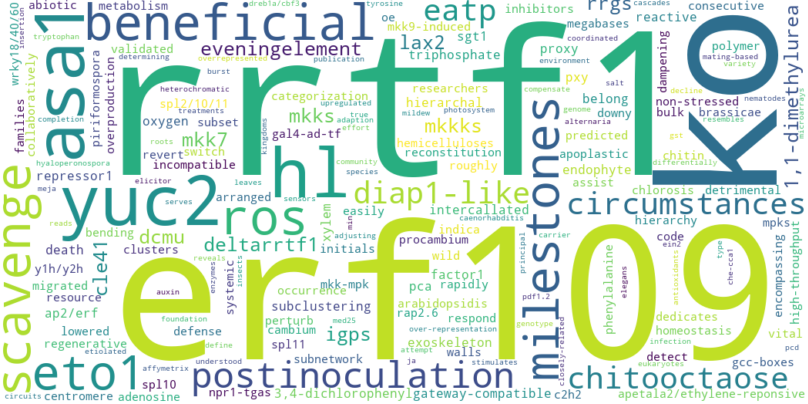 abiotic metabolism dreb1a/cbf3 tyrosine inhibitors cascades consecutive
wrky18/40/60 insertion tryptophan asa1 beneficial oe eatp rrgs reactive
mkk9-induced megabases coordinated
validated roots eveningelement lax2 sgt1 proxy environment polymer mating-based variety
determining overrepresented triphosphate
families collaboratively completion piriformospora overproduction burst publication
heterochromatic hierarchal researchers pxy salt dampening decline
spl2/10/11 categorization genome belong non-stressed
oxygen subset treatments upregulated adaption photosystem compensate downy bulk brassicae 1,1-dimethylurea microarrays
mkks true effort mildew alternaria gst resembles nematodes
rrtf1 ko
mkk7 gal4-ad-tf mkkks predicted
revert switch kingdoms hemicelluloses chitin
hyaloperonospora incompatible hl community reconstitution apoplastic differentially
repressor1 elicitor species roughly endophyte
meja leaves sensors diap1-like assist chlorosis detrimental
scavenge yuc2 serves arranged easily intercallated milestones circumstances
reads ros xylem min caenorhabditis carrier hierarchy
bending dcmu initials adjusting indica principal code ein2 mpks
death clusters deltarrtf1 procambium wild
y1h/y2h cle41 reveals insects factor1 phenylalanine elegans type che-cca1 encompassing high-throughput
migrated auxin enzymes systemic mkk-mpk pca rapidly antioxidants
resource occurrence arabidopsidis dedicates
ap2/erf foundation subclustering rap2.6 respond pdf1.2 homeostasis vital
erf109
lowered defense perturb cambium med25 over-representation infection
regenerative define spl11 igps exoskeleton genotype detect pcd
etiolated understood subnetwork attempt walls closely-related gcc-boxes
eto1 affymetrix postinoculation ja stimulates chitooctaose
circuits spl10
centromere adenosine npr1-tgas 3,4-dichlorophenyl gateway-compatible c2h2 apetala2/ethylene-reponsive